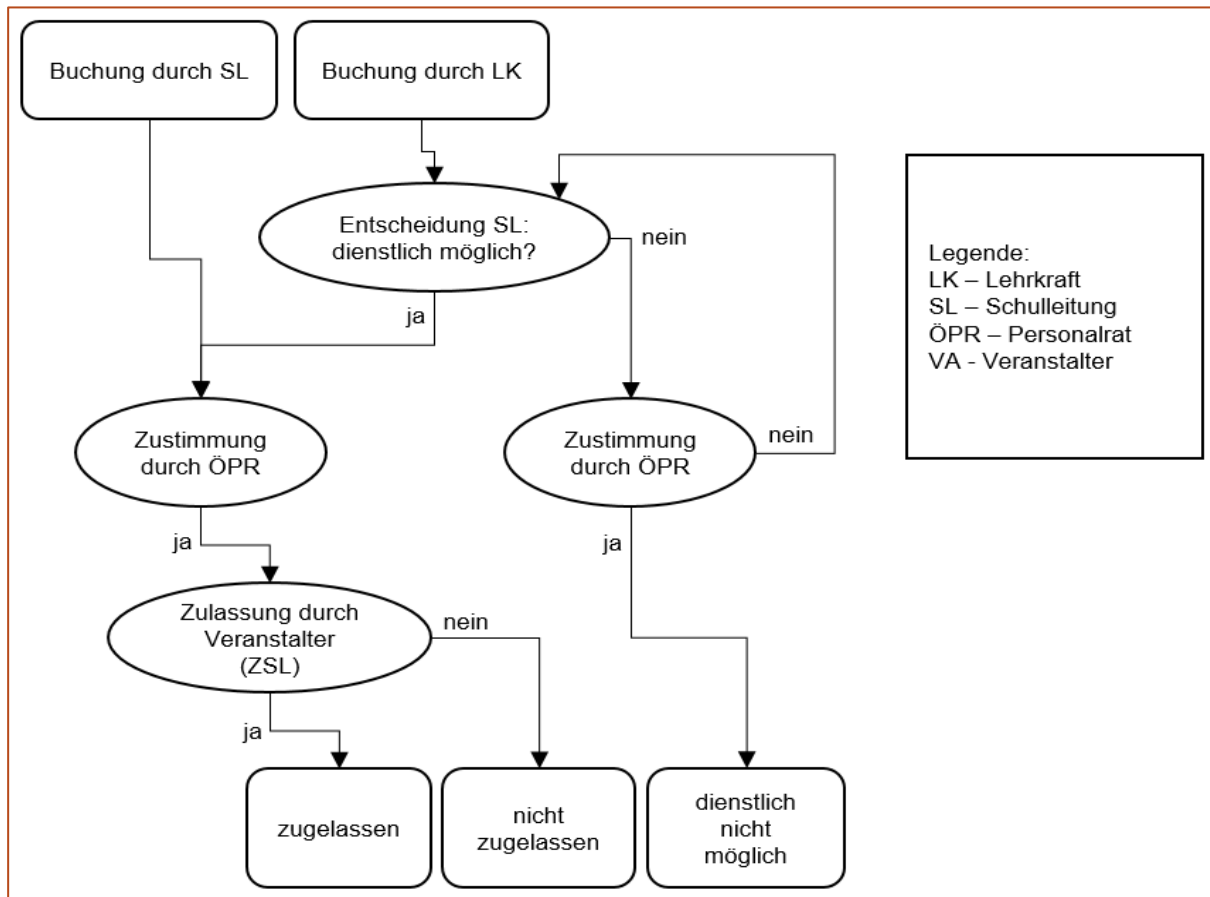 Buchung durch SL
Buchung durch LK
Entscheidung SL:
dienstlich möglich?
nein
ja
Legende:
LK – Lehrkraft
SL – Schulleitung
ÖPR – Personalrat
VA - Veranstalter
Zustimmung
durch ÖPR
Zustimmung
durch ÖPR
nein
ja
ja
Zulassung durch
Veranstalter
(ZSL)
nein
ja
zugelassen
nicht
zugelassen
dienstlich
nicht
möglich